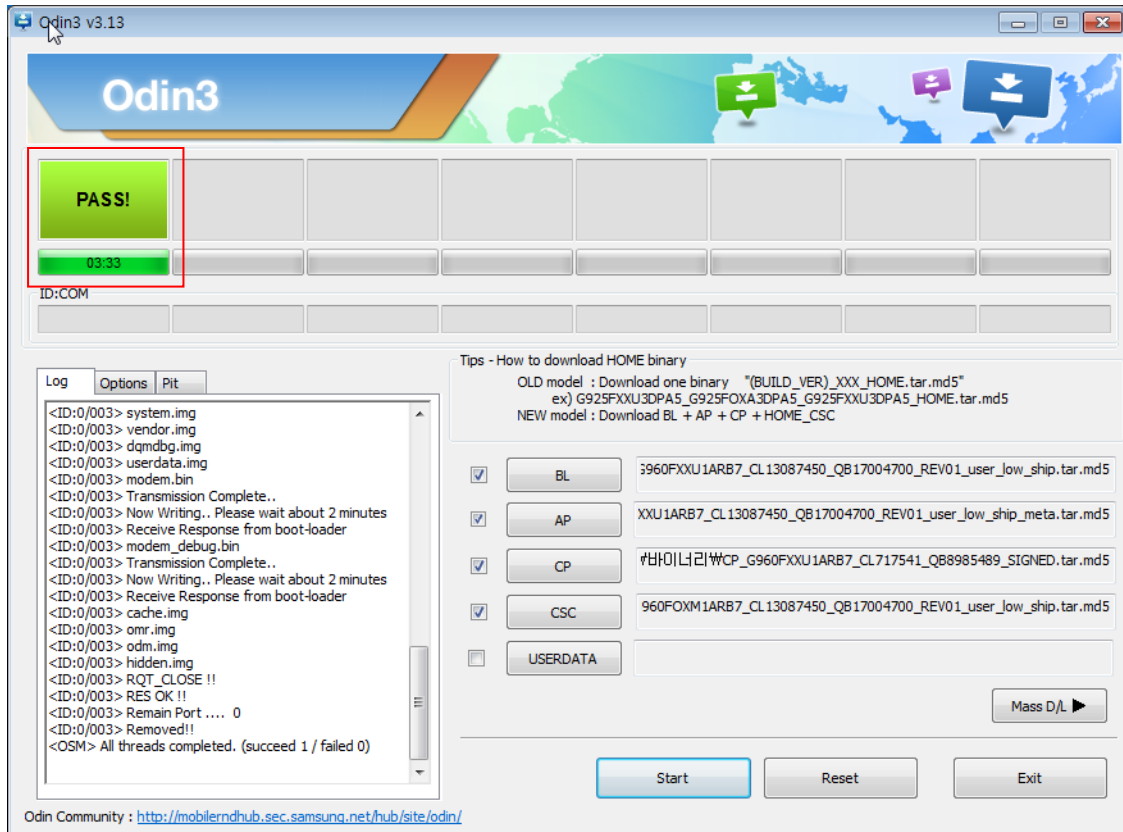 Odin3 v3.13
Odin3
PASS!
03:33
ID:COM
Log
Options
Pit
<ID:0/003> system.img
<ID:0/003> vendor.img
<ID:0/003> dqmdbg.img
<ID:0/003> userdata.img
<ID:0/003> modem.bin
<ID:0/003> Transmission Complete..
<ID:0/003> Now Writing.. Please wait about 2 minutes
<ID:0/003> Receive Response from boot-loader
<ID:0/003> modem_debug.bin
<ID:0/003> Transmission Complete..
<ID:0/003> Now Writing.. Please wait about 2 minutes
<ID:0/003> Receive Response from boot-loader
<ID:0/003> cache.img
<ID:0/003> omr.img
<ID:0/003> odm.img
<ID:0/003> hidden.img
<ID:0/003> RQT_CLOSE !!
<ID:0/003> RES OK !!
<ID:0/003> Remain Port .... 0
<ID:0/003> Removed!!
<OSM> All threads completed. (succeed 1 / failed 0)
Tips - How to download HOME binary
OLD model : Download one binary "(BUILD_VER)_XXX_HOME.tar.md5"
ex) G925FXXU3DPA5_G925FOXA3DPA5_G925FXXU3DPA5_HOME.tar.md5
NEW model : Download BL + AP + CP + HOME_CSC
BL
G960FXXU1ARB7_CL13087450_QB17004700_REV01_user_low_ship.tar.md5
AP
XXU1ARB7_CL13087450_QB17004700_REV01_user_low_ship_meta.tar.md5
CP
바이너리₩CP_G960FXXU1ARB7_CL717541_QB8985489_SIGNED.tar.md5
CSC
960FOXM1ARB7_CL13087450_QB17004700_REV01_user_low_ship.tar.md5
USERDATA
Mass D/L
Start
Reset
Exit
Odin Community : http://mobilerndhub.sec.samsung.net/hub/site/odin/